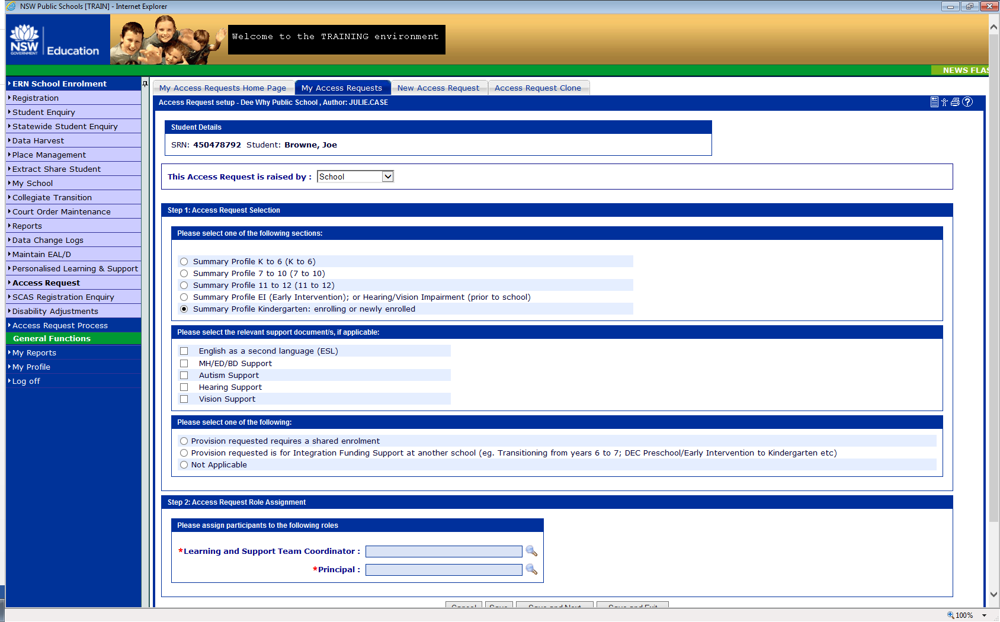 NSW Public Schools [TRAIN] - Internet Explorer
NSW
GOVERNMENT
Education
Welcome to the TRAINING environment
NEWS FLAS
ERN School Enrolment
Registration
Student Enquiry
Statewide Student Enquiry
Data Harvest
Place Management
Extract Share Student
My School
Collegiate Transition
Court Order Maintenance
Reports
Data Change Logs
Maintain EAL/D
Personalised Learning & Support
Access Request
SCAS Registration Enquiry
Disability Adjustments
Access Request Process
General Functions
My Reports
My Profile
Log off
My Access Requests Home Page My Access Requests New Access Request Access Request Clone
Access Request setup - Dee Why Public School , Author: JULIE.CASE
Student Details
SRN: 450478792 Student: Browne, Joe
This Access Request is raised by : School
Step 1: Access Request Selection
Please select one of the following sections:
Summary Profile K to 6 (K to 6)
Summary Profile 7 to 10 (7 to 10)
Summary Profile 11 to 12 (11 to 12)
Summary Profile EI (Early Intervention); or Hearing/Vision Impairment (prior to school)
Summary Profile Kindergarten: enrolling or newly enrolled
Please select the relevant support document/s, if applicable:
English as a second language (ESL)
MH/ED/BD Support
Autism Support
Hearing Support
Vision Support
Please select one of the following:
Provision requested requires a shared enrolment
Provision requested is for Integration Funding Support at another school (eg. Transitioning from years 6 to 7; DEC Preschool/Early Intervention to Kindergarten etc)
Not Applicable
Step 2: Access Request Role Assignment
Please assign participants to the following roles
*Learning and Support Team Coordinator :
*Principal :
Cancel Save Save and Next Save and Exit
100%